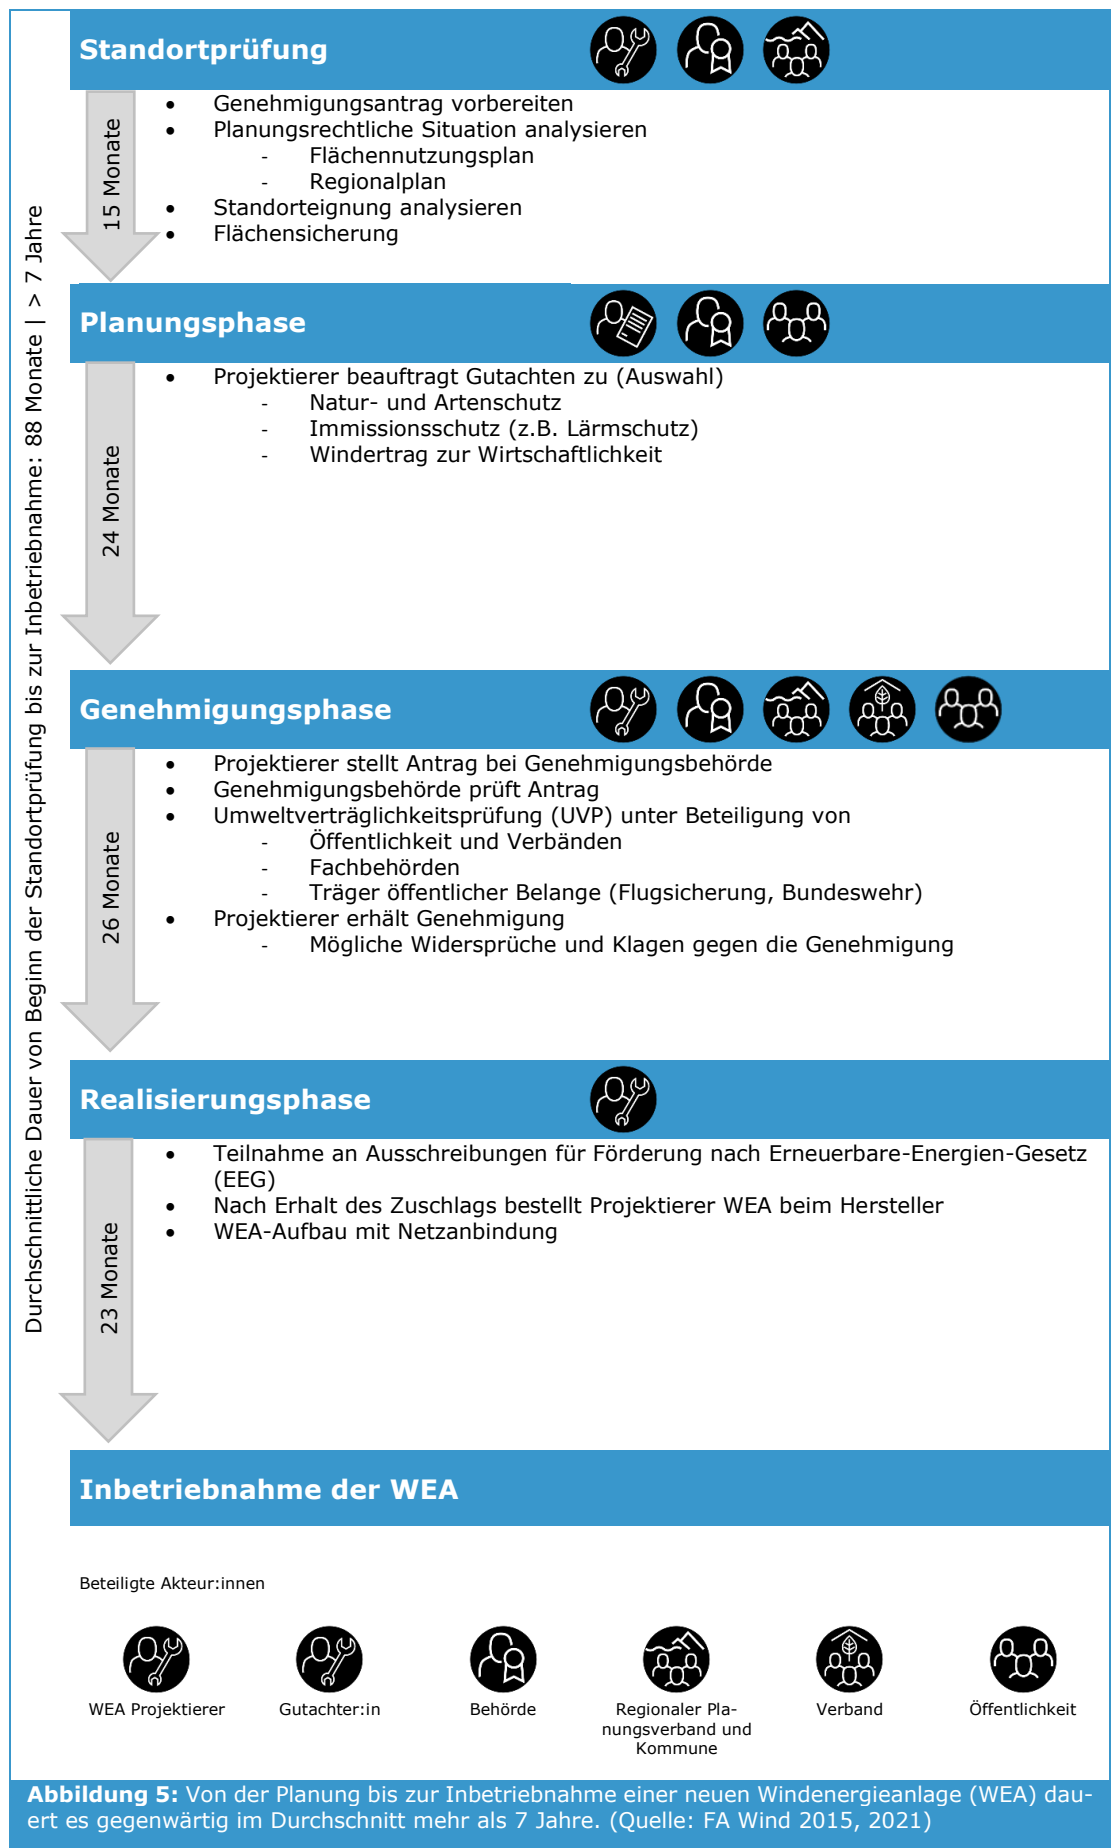 Durchschnittliche Dauer von Beginn der Standortprüfung bis zur Inbetriebnahme: 88 Monate | > 7 Jahre
Standortprüfung
15 Monate
• Genehmigungsantrag vorbereiten
• Planungsrechtliche Situation analysieren
- Flächennutzungsplan
- Regionalplan
• Standorteignung analysieren
• Flächensicherung
Planungsphase
24 Monate
• Projektierer beauftragt Gutachten zu (Auswahl)
- Natur- und Artenschutz
- Immissionsschutz (z.B. Lärmschutz)
- Windertrag zur Wirtschaftlichkeit
Genehmigungsphase
26 Monate
• Projektierer stellt Antrag bei Genehmigungsbehörde
• Genehmigungsbehörde prüft Antrag
• Umweltverträglichkeitsprüfung (UVP) unter Beteiligung von
- Öffentlichkeit und Verbänden
- Fachbehörden
- Träger öffentlicher Belange (Flugsicherung, Bundeswehr)
• Projektierer erhält Genehmigung
- Mögliche Widersprüche und Klagen gegen die Genehmigung
Realisierungsphase
23 Monate
• Teilnahme an Ausschreibungen für Förderung nach Erneuerbare-Energien-Gesetz
(EEG)
• Nach Erhalt des Zuschlags bestellt Projektierer WEA beim Hersteller
• WEA-Aufbau mit Netzanbindung
Inbetriebnahme der WEA
Beteiligte Akteur:innen
WEA Projektierer
Gutachter:in
Behörde
Regionaler Pla-
nungsverband und
Kommune
Verband
Öffentlichkeit
Abbildung 5: Von der Planung bis zur Inbetriebnahme einer neuen Windenergieanlage (WEA) dau-
ert es gegenwärtig im Durchschnitt mehr als 7 Jahre. (Quelle: FA Wind 2015, 2021)